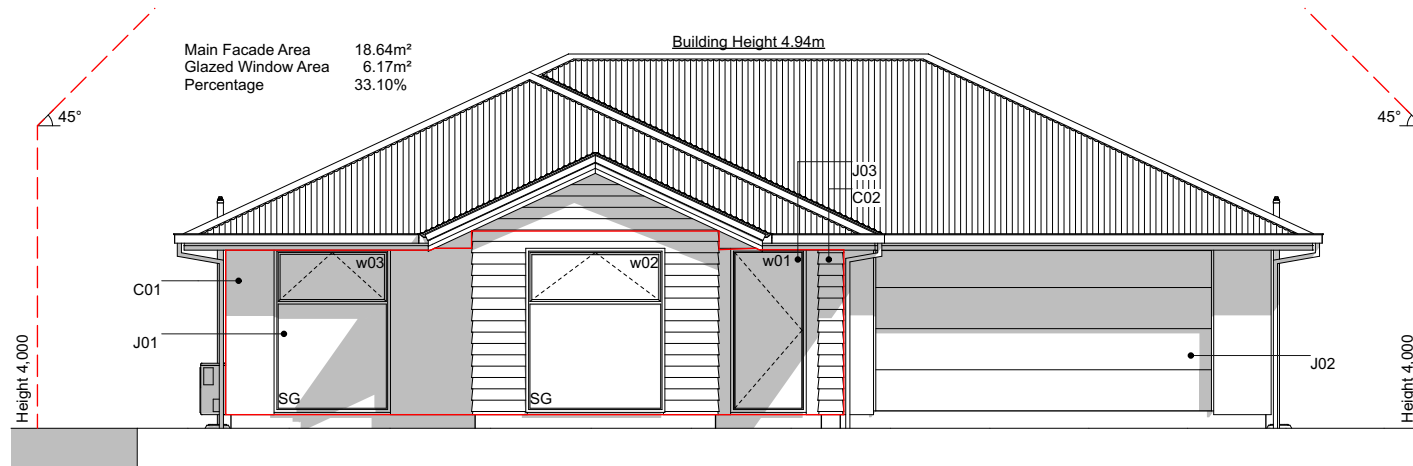 Main Facade Area 18.64m²
Glazed Window Area 6.17m²
Percentage 33.10%
Building Height 4.94m
45°
45°
J03
C02
w03
w02
w01
C01
J01
J02
SG
SG
Height 4,000
Height 4.000